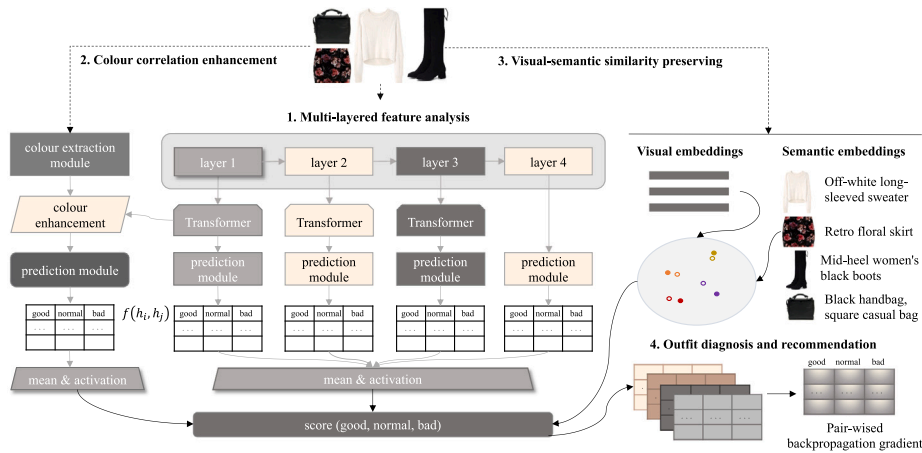 2. Colour correlation enhancement
3. Visual-semantic similarity preserving
1. Multi-layered feature analysis
colour extraction
module
layer 1
layer 2
layer 3
layer 4
Visual embeddings
Semantic embeddings
Off-white long-
sleeved sweater
colour
enhancement
Transformer
Transformer
Transformer
Retro floral skirt
prediction module
prediction
module
prediction
module
prediction
module
prediction
module
Mid-heel women's
black boots
good normal bad
. . .
f(h_i, h_j)
good normal bad
. . .
good normal bad
. . .
good normal bad
. . .
good normal bad
. . .
Black handbag,
square casual bag
4. Outfit diagnosis and recommendation
mean & activation
mean & activation
good normal bad
. . . . . . . . .
. . .
score (good, normal, bad)
Pair-wised
backpropagation gradient